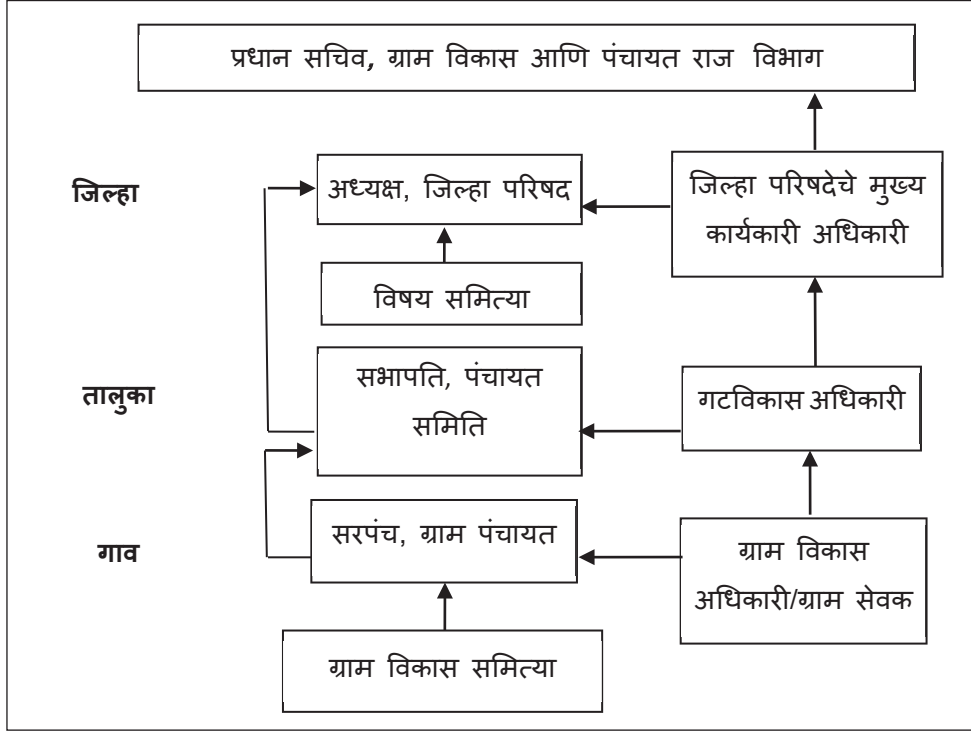 प्रधान सचिव, ग्राम विकास आणि पंचायत राज विभाग
जिल्हा
अध्यक्ष, जिल्हा परिषद
जिल्हा परिषदेचे मुख्य
कार्यकारी अधिकारी
विषय समित्या
तालुका
सभापति, पंचायत
समिति
गटविकास अधिकारी
गाव
सरपंच, ग्राम पंचायत
ग्राम विकास
अधिकारी/ग्राम सेवक
ग्राम विकास समित्या